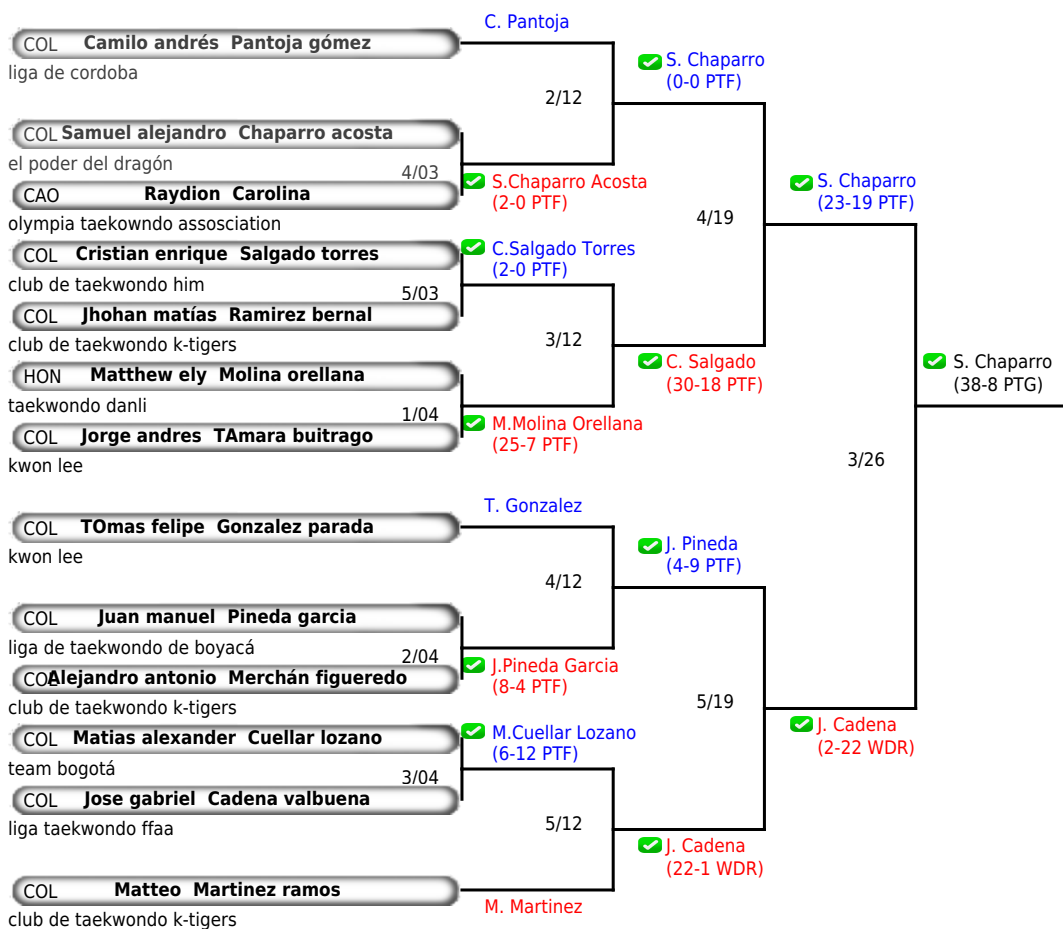 C. Pantoja
COL Camilo andrés Pantoja gómez
liga de cordoba
S. Chaparro
(0-0 PTF)
2/12
COL Samuel alejandro Chaparro acosta
el poder del dragón
4/03
CAO Raydion Carolina
olympia taekowndo assosciation
S.Chaparro Acosta
(2-0 PTF)
S. Chaparro
(23-19 PTF)
4/19
COL Cristian enrique Salgado torres
club de taekwondo him
C.Salgado Torres
(2-0 PTF)
5/03
COL Jhohan matías Ramirez bernal
club de taekwondo k-tigers
3/12
C. Salgado
(30-18 PTF)
S. Chaparro
(38-8 PTG)
HON Matthew ely Molina orellana
taekwondo danli
1/04
COL Jorge andres TAmara buitrago
kwon lee
M.Molina Orellana
(25-7 PTF)
3/26
T. Gonzalez
COL TOmas felipe Gonzalez parada
kwon lee
J. Pineda
(4-9 PTF)
4/12
COL Juan manuel Pineda garcia
liga de taekwondo de boyacá
2/04
COL Alejandro antonio Merchán figueredo
club de taekwondo k-tigers
J.Pineda Garcia
(8-4 PTF)
5/19
J. Cadena
(2-22 WDR)
COL Matias alexander Cuellar lozano
team bogotá
M.Cuellar Lozano
(6-12 PTF)
3/04
COL Jose gabriel Cadena valbuena
liga taekwondo ffaa
5/12
J. Cadena
(22-1 WDR)
COL Matteo Martinez ramos
club de taekwondo k-tigers
M. Martinez